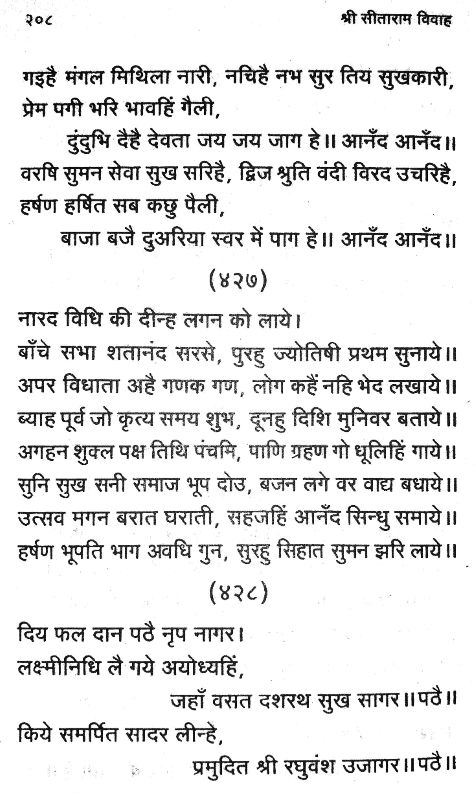 २०८ श्री सीताराम विवाह
गइहै मंगल मिथिला नारी, नचिहै नभ सुर तिय सुखकारी,
प्रेम पगी भरि भावहिं गैली,
दुंदुभि दैहै देवता जय जय जाग हे॥ आनँद आनँद॥
वरषि सुमन सेवा सुख सरिहै, द्विज श्रुति वंदी विरद उचरिहै,
हर्षण हर्षित सब कछु पैली,
बाजा बजै दुअरिया स्वर में पाग हे॥ आनँद आनँद॥
(४२७)
नारद विधि की दीन्ह लगन को लाये।
बाँचे सभा शतानंद सरसे, पुरहु ज्योतिषी प्रथम सुनाये॥
अपर विधाता अहै गणक गण, लोग कहैं नहि भेद लखाये॥
ब्याह पूर्व जो कृत्य समय शुभ, दूनहु दिशि मुनिवर बताये॥
अगहन शुक्ल पक्ष तिथि पंचमि, पाणि ग्रहण गो धूलिहिं गाये॥
सुनि सुख सनी समाज भूप दोउ, बजन लगे वर वाद्य बधाये॥
उत्सव मगन बरात घराती, सहजहिं आनँद सिन्धु समाये॥
हर्षण भूपति भाग अवधि गुन, सुरहु सिहात सुमन झरि लाये॥
(४२८)
दिय फल दान पठै नृप नागर।
लक्ष्मीनिधि लै गये अयोध्यहिं,
जहाँ वसत दशरथ सुख सागर॥पठै॥
किये समर्पित सादर लीन्हे,
प्रमुदित श्री रघुवंश उजागर॥पठै॥